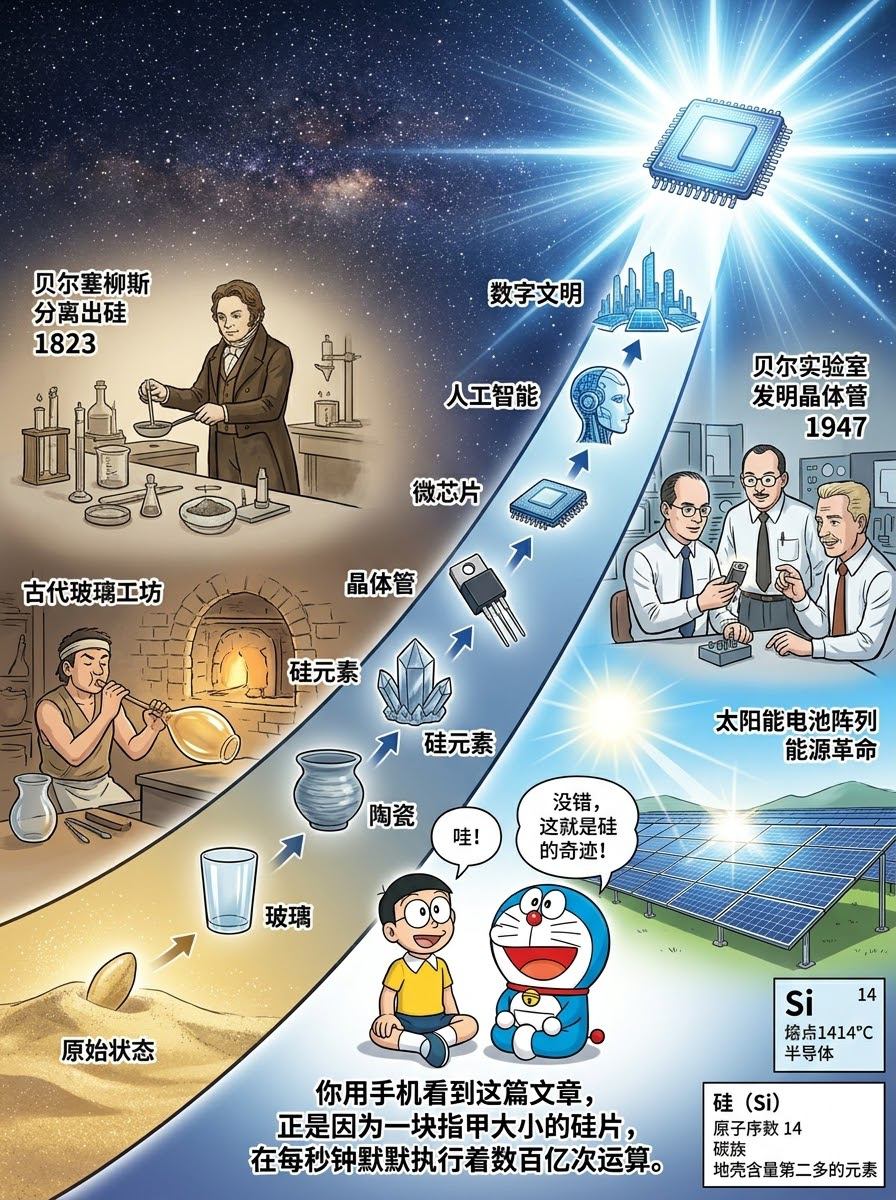 贝尔塞柳斯
分离出硅
1823
数字文明
人工智能
贝尔实验室
发明晶体管
1947
微芯片
晶体管
古代玻璃工坊
硅元素
硅元素
太阳能电池阵列
能源革命
陶瓷
哇!
没错,
这就是硅
的奇迹!
玻璃
原始状态
Si 14
熔点1414℃
半导体
你用手机看到这篇文章,
正是因为一块指甲大小的硅片,
在每秒钟默默执行着数百亿次运算。
硅(Si)
原子序数 14
碳族
地壳含量第二多的元素